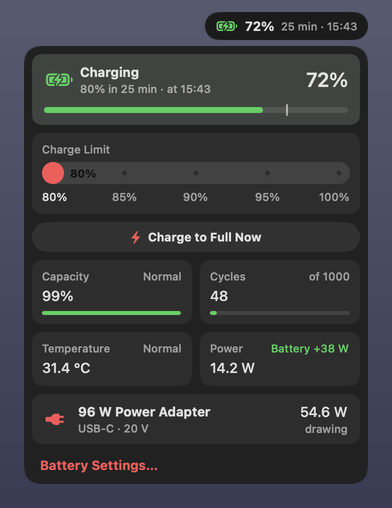 72% 25 min · 15:43
Charging
80% in 25 min · at 15:43
72%
Charge Limit
80%
80% 85% 90% 95% 100%
Charge to Full Now
Capacity Normal
99%
Cycles of 1000
48
Temperature Normal
31.4 °C
Power Battery +38 W
14.2 W
96 W Power Adapter
USB-C · 20 V
54.6 W
drawing
Battery Settings...